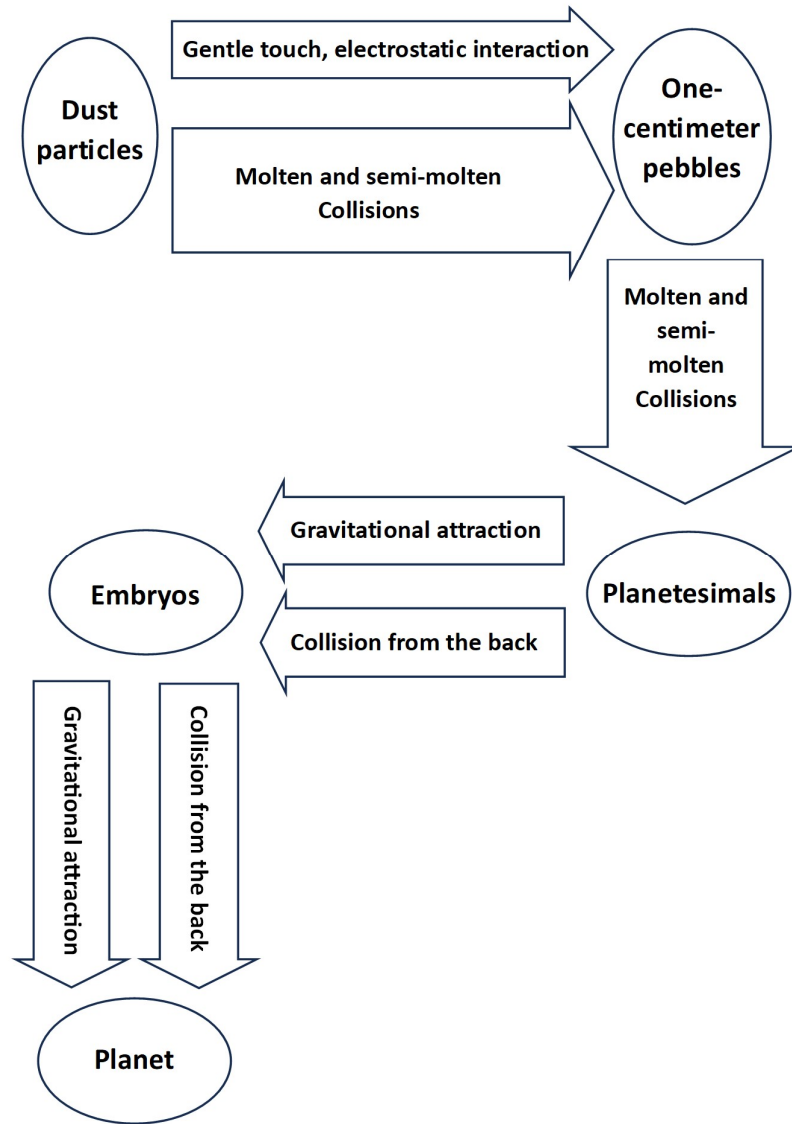 Gentle touch, electrostatic interaction
Dust
particles
One-
centimeter
pebbles
Molten and semi-molten
Collisions
Molten and
semi-
molten
Collisions
Gravitational attraction
Embryos
Planetesimals
Collision from the back
Gravitational attraction
Collision from the back
Planet